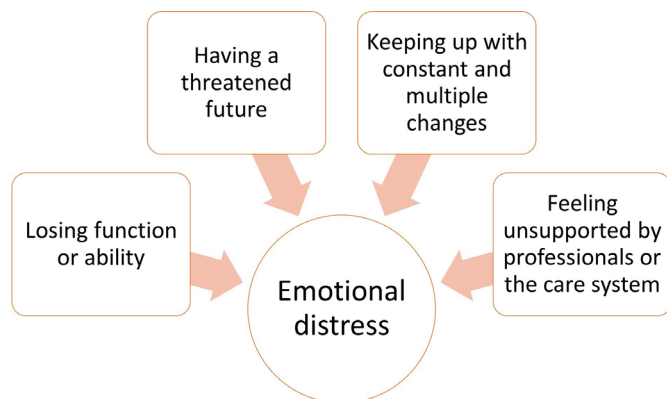 Having a
threatened
future
Keeping up with
constant and
multiple
changes
Losing function
or ability
Feeling
unsupported by
professionals or
the care system
Emotional
distress